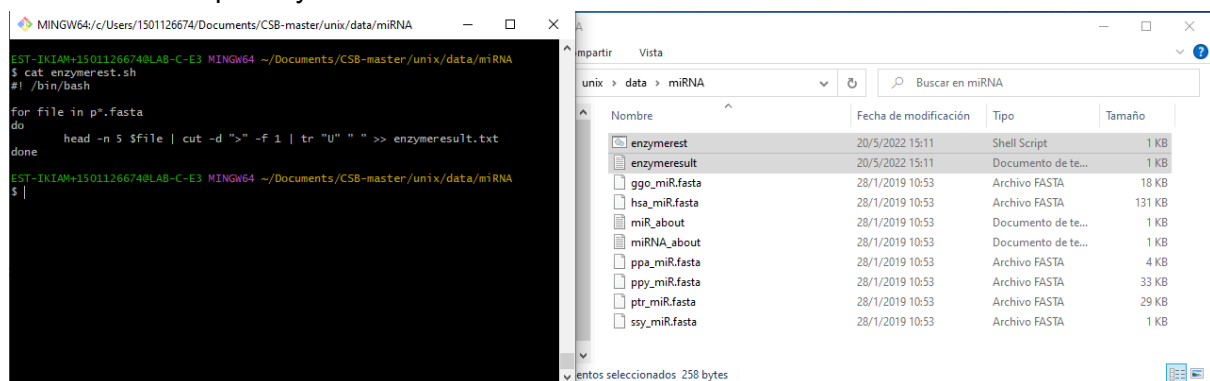 MINGW64:/c/Users/1501126674/Documents/CSB-master/unix/data/miRNA
EST-IKIAM+1501126674@LAB-C-E3 MINGW64 ~/Documents/CSB-master/unix/data/miRNA
$ cat enzymerest.sh
#! /bin/bash
for file in p*.fasta
do
head -n 5 $file | cut -d ">" -f 1 | tr "U" " " >> enzymeresult.txt
done
EST-IKIAM+1501126674@LAB-C-E3 MINGW64 ~/Documents/CSB-master/unix/data/miRNA
$
mpartir Vista
unix > data > miRNA
Buscar en miRNA
Nombre Fecha de modificación Tipo Tamaño
enzymerest 20/5/2022 15:11 Shell Script 1 KB
enzymeresult 20/5/2022 15:11 Documento de te... 1 KB
ggo_miR.fasta 28/1/2019 10:53 Archivo FASTA 18 KB
hsa_miR.fasta 28/1/2019 10:53 Archivo FASTA 131 KB
miR_about 28/1/2019 10:53 Documento de te... 1 KB
miRNA_about 28/1/2019 10:53 Documento de te... 1 KB
ppa_miR.fasta 28/1/2019 10:53 Archivo FASTA 4 KB
ppy_miR.fasta 28/1/2019 10:53 Archivo FASTA 33 KB
ptr_miR.fasta 28/1/2019 10:53 Archivo FASTA 29 KB
ssy_miR.fasta 28/1/2019 10:53 Archivo FASTA 1 KB
entos seleccionados 258 bytes